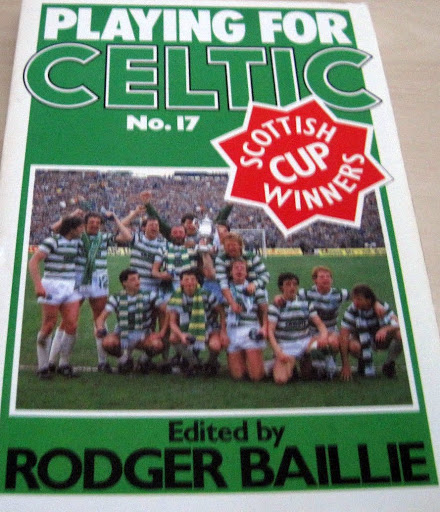 PLAYING FOR
CELTIC
No. 17
SCOTTISH
CUP
WINNERS
Edited by
RODGER BAILLIE